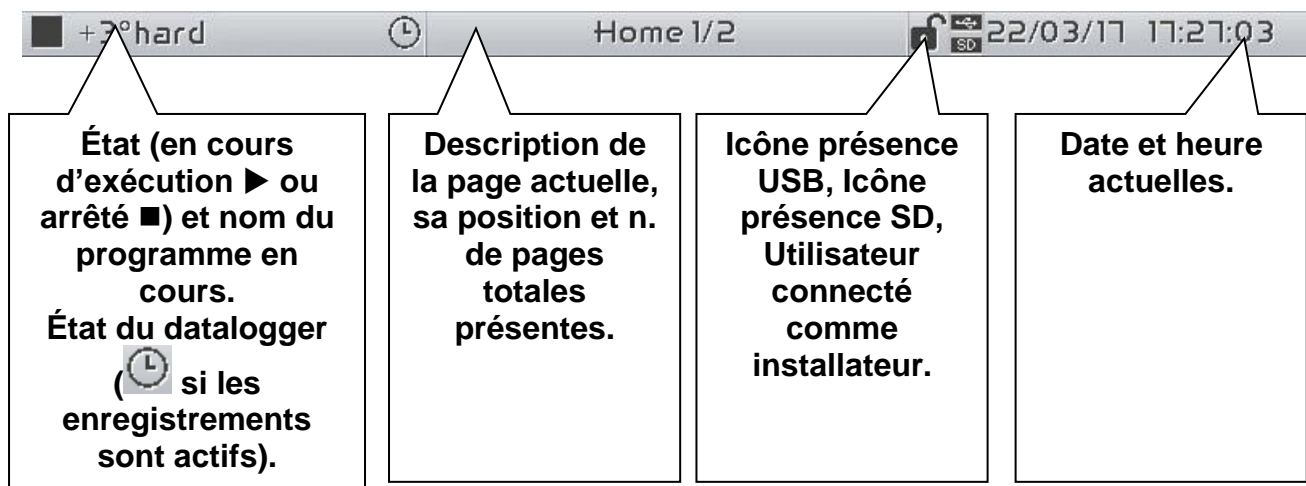 +3°hard Home 1/2 SD 22/03/17 17:27:03
État (en cours
d'exécution ▶ ou
arrêté ■) et nom du
programme en
cours.
État du datalogger
( si les
enregistrements
sont actifs).
Description de
la page actuelle,
sa position et n.
de pages
totales
présentes.
Icône présence
USB, Icône
présence SD,
Utilisateur
connecté
comme
installateur.
Date et heure
actuelles.